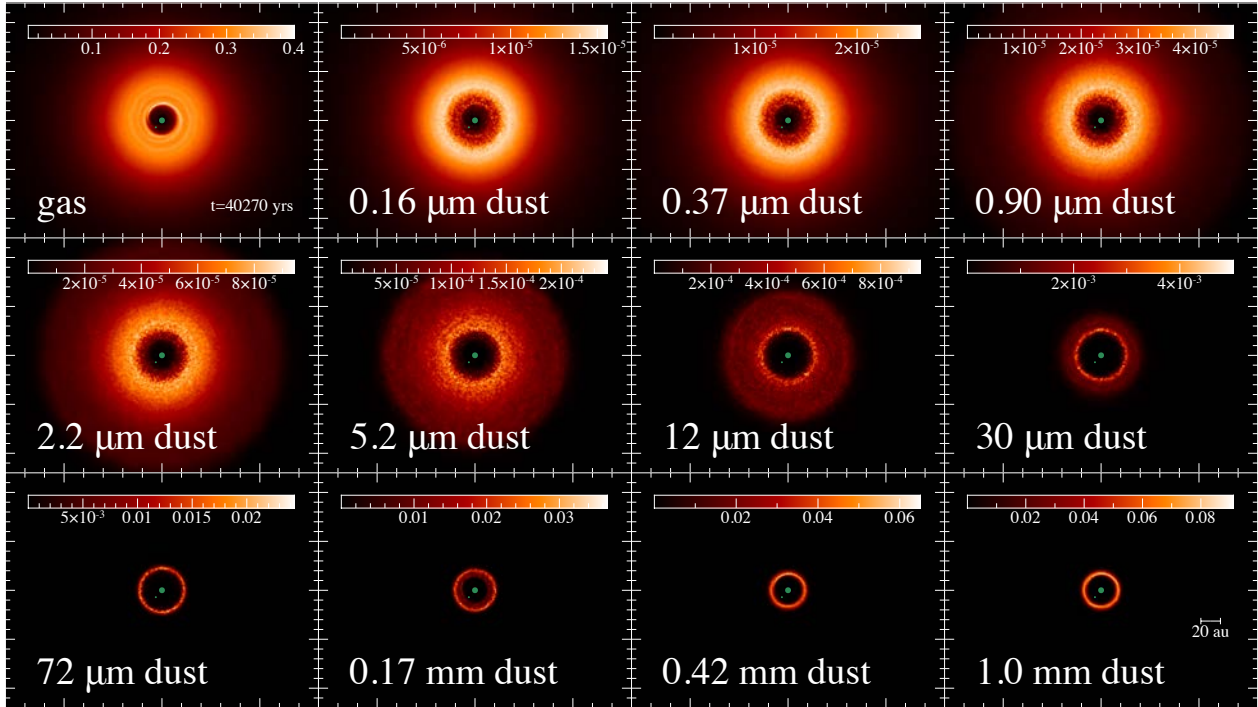 0.1 0.2 0.3 0.4
gas
t=40270 yrs
5×10⁻⁶ 1×10⁻⁵ 1.5×10⁻⁵
0.16 μm dust
1×10⁻⁵ 2×10⁻⁵
0.37 μm dust
1×10⁻⁵ 2×10⁻⁵ 3×10⁻⁵ 4×10⁻⁵
0.90 μm dust
2×10⁻⁵ 4×10⁻⁵ 6×10⁻⁵ 8×10⁻⁵
2.2 μm dust
5×10⁻⁵ 1×10⁻⁴ 1.5×10⁻⁴ 2×10⁻⁴
5.2 μm dust
2×10⁻⁴ 4×10⁻⁴ 6×10⁻⁴ 8×10⁻⁴
12 μm dust
2×10⁻³ 4×10⁻³
30 μm dust
5×10⁻³ 0.01 0.015 0.02
72 μm dust
0.01 0.02 0.03
0.17 mm dust
0.02 0.04 0.06
0.42 mm dust
0.02 0.04 0.06 0.08
20 au
1.0 mm dust